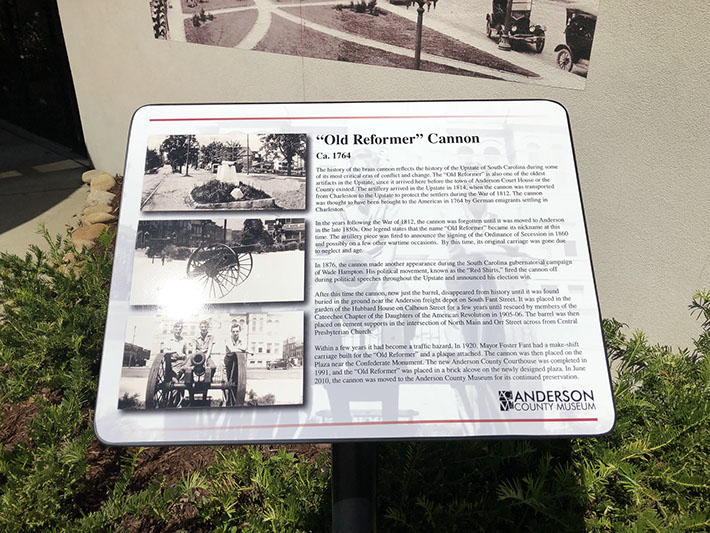 “Old Reformer” Cannon
Ca. 1764
The history of the brass cannon reflects the history of the Upstate of South Carolina during some
of its most critical eras of conflict and change. The “Old Reformer” is also one of the oldest
artifacts in the Upstate, since it arrived here before the town of Anderson Court House or the
County existed. The artillery arrived in the Upstate in 1814, when the cannon was transported
from Charleston to the Upstate to protect the settlers during the War of 1812. The cannon
was thought to have been brought to the American in 1764 by German emigrants settling in
Charleston.
In the years following the War of 1812, the cannon was forgotten until it was moved to Anderson
in the late 1850s. One legend states that the name “Old Reformer” became its nickname at this
time. The artillery piece was fired to announce the signing of the Ordinance of Secession in 1860
and possibly on a few other wartime occasions. By this time, its original carriage was gone due
to neglect and age.
In 1876, the cannon made another appearance during the South Carolina gubernatorial campaign
of Wade Hampton. His political movement, known as the “Red Shirts,” fired the cannon off
during political speeches throughout the Upstate and announced his election win.
After this time the cannon, now just the barrel, disappeared from history until it was found
buried in the ground near the Anderson freight depot on South Fant Street. It was placed in the
garden of the Hubbard House on Calhoun Street for a few years until rescued by members of the
Cateechee Chapter of the Daughters of the American Revolution in 1905-06. The barrel was then
placed on cement supports in the intersection of North Main and Orr Street across from Central
Presbyterian Church.
Within a few years it had become a traffic hazard. In 1920, Mayor Foster Fant had a make-shift
carriage built for the “Old Reformer” and a plaque attached. The cannon was then placed on the
Plaza near the Confederate Monument. The new Anderson County Courthouse was completed in
1991, and the “Old Reformer” was placed in a brick alcove on the newly designed plaza. In June
2010, the cannon was moved to the Anderson County Museum for its continued preservation.
ANDERSON
COUNTY MUSEUM